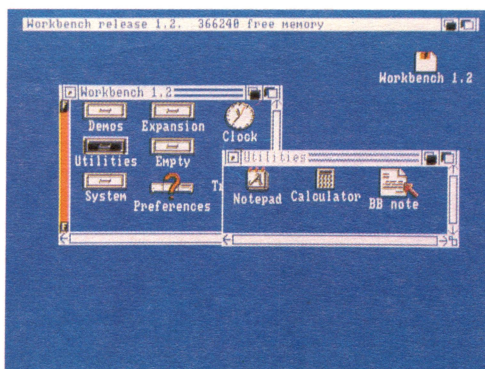 Workbench release 1.2. 366240 free memory
Workbench 1.2
Workbench 1.2
Demos
Expansion
Clock
Utilities
Empty
System
Preferences
Utilities
Notepad
Calculator
BB note